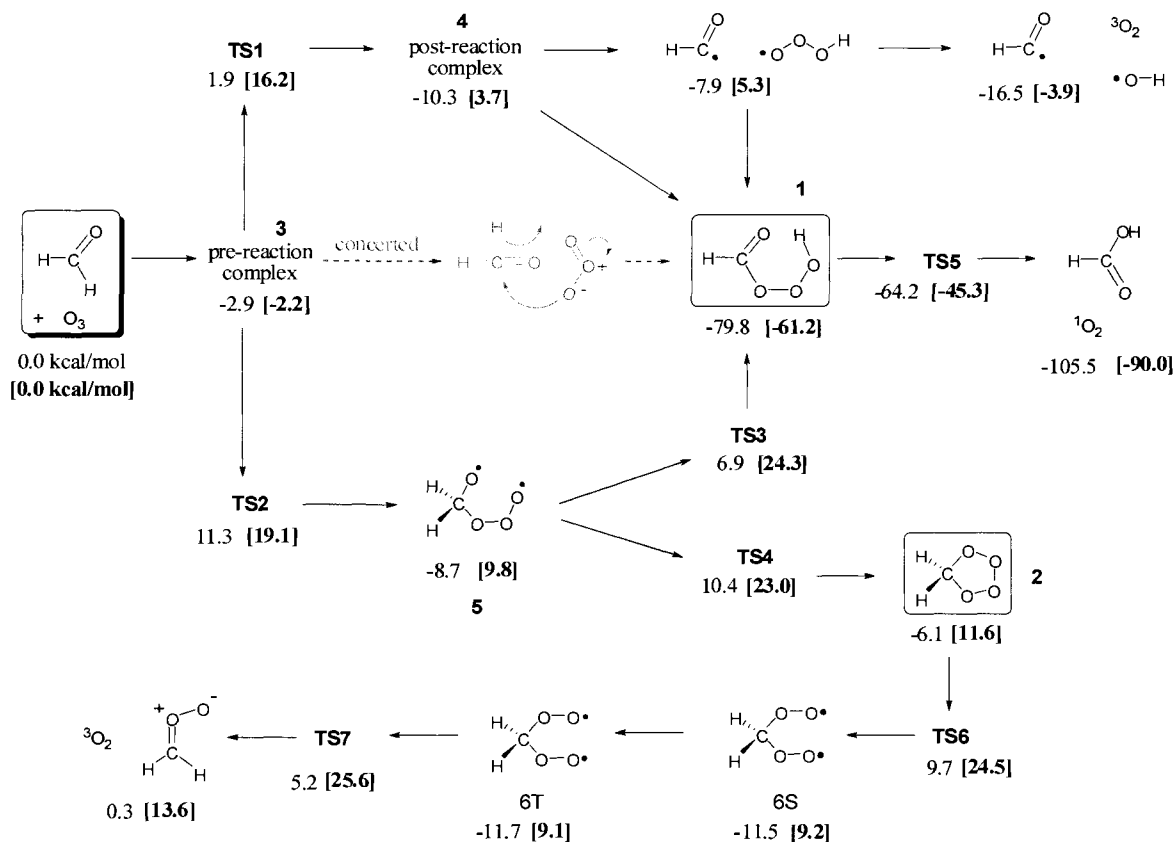 4
TS1
post-reaction
complex
1.9 [16.2]
-10.3 [3.7]
H C O
O O O H
-7.9 [5.3]
H C O
³O₂
O–H
-16.5 [-3.9]
H C O H
+ O₃
0.0 kcal/mol
[0.0 kcal/mol]
3
pre-reaction
complex
-2.9 [-2.2]
concerted
H
H C O
O O+
O-
1
H C O O O O H
-79.8 [-61.2]
TS5
-64.2 [-45.3]
H C OH
O
¹O₂
-105.5 [-90.0]
TS3
6.9 [24.3]
TS2
11.3 [19.1]
H H C O O O O
-8.7 [9.8]
5
TS4
10.4 [23.0]
H H C O O O O
2
-6.1 [11.6]
³O₂
+ -
O–O
C
H H
0.3 [13.6]
TS7
5.2 [25.6]
H H C O–O O–O
6T
-11.7 [9.1]
H H C O–O O–O
6S
-11.5 [9.2]
TS6
9.7 [24.5]